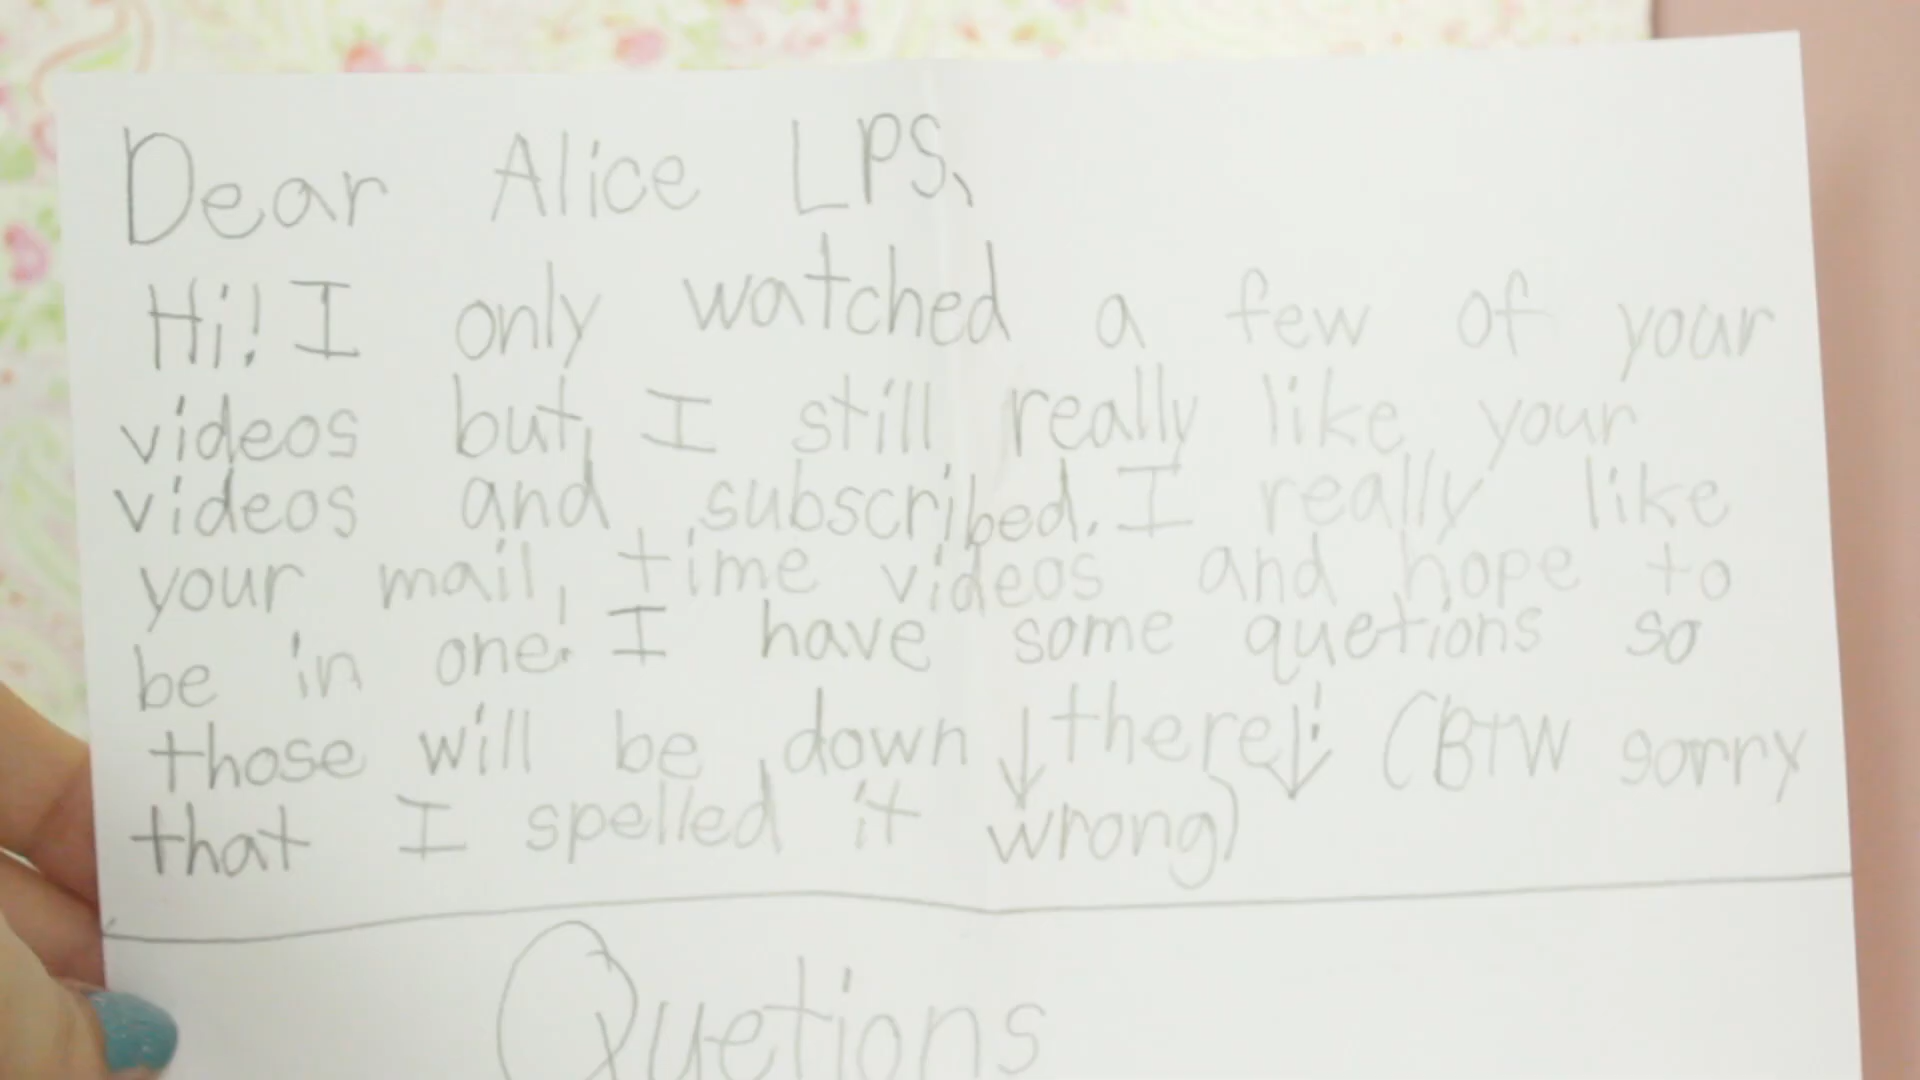 Dear Alice LPS,
Hi! I only watched a few of your
videos but, I still really like your
videos and subscribed. I really like
your mail, time videos and hope to
be in one! I have some quetions so
those will be down ↓ there↓! (BTW sorry
that I spelled it wrong)
Quetions